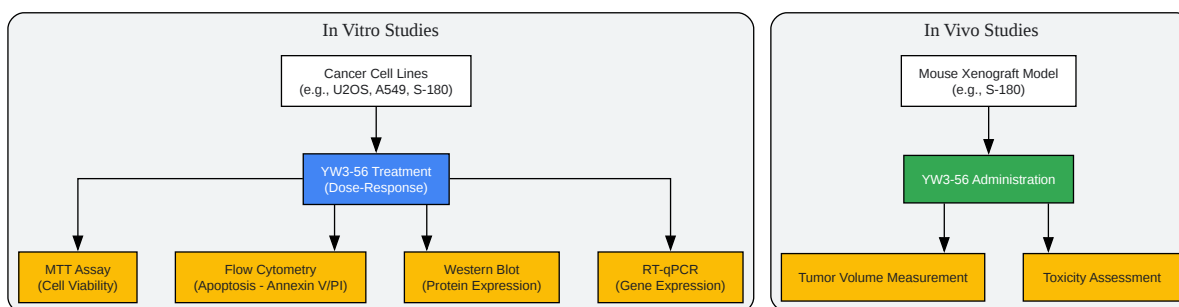 In Vitro Studies
Cancer Cell Lines
(e.g., U2OS, A549, S-180)
YW3-56 Treatment
(Dose-Response)
MTT Assay
(Cell Viability)
Flow Cytometry
(Apoptosis - Annexin V/PI)
Western Blot
(Protein Expression)
RT-qPCR
(Gene Expression)
In Vivo Studies
Mouse Xenograft Model
(e.g., S-180)
YW3-56 Administration
Tumor Volume Measurement
Toxicity Assessment